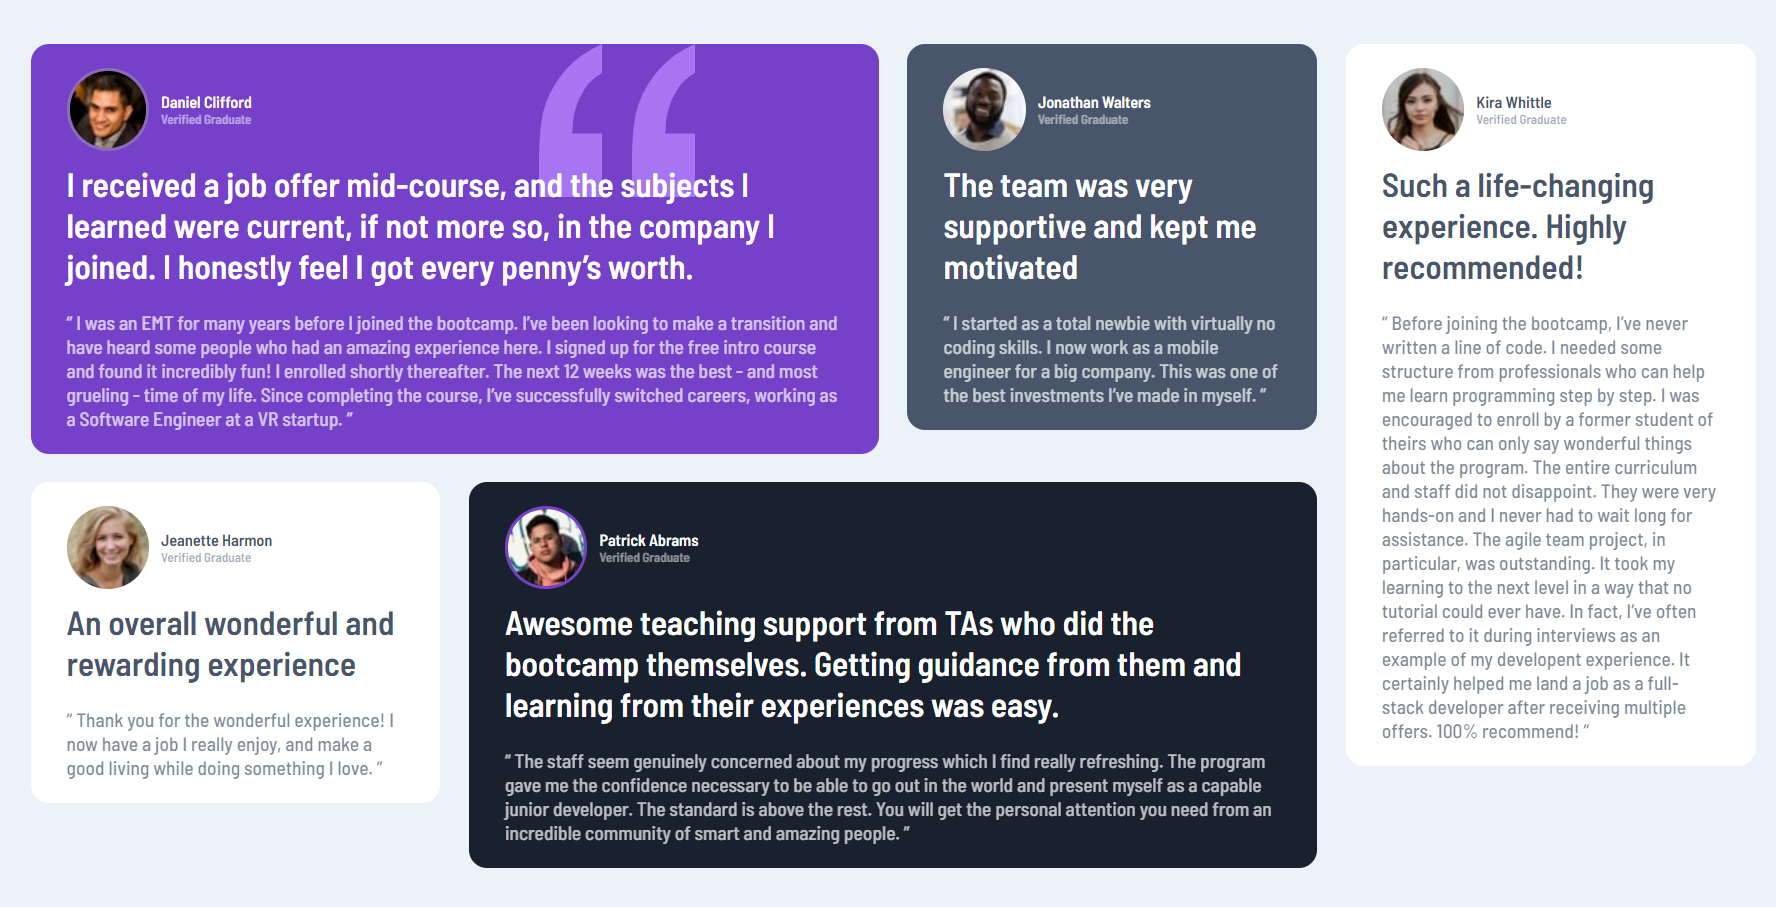 Daniel Clifford
Verified Graduate
I received a job offer mid-course, and the subjects I
learned were current, if not more so, in the company I
joined. I honestly feel I got every penny’s worth.
“ I was an EMT for many years before I joined the bootcamp. I’ve been looking to make a transition and
have heard some people who had an amazing experience here. I signed up for the free intro course
and found it incredibly fun! I enrolled shortly thereafter. The next 12 weeks was the best - and most
grueling - time of my life. Since completing the course, I’ve successfully switched careers, working as
a Software Engineer at a VR startup. ”
Jonathan Walters
Verified Graduate
The team was very
supportive and kept me
motivated
“ I started as a total newbie with virtually no
coding skills. I now work as a mobile
engineer for a big company. This was one of
the best investments I’ve made in myself. ”
Kira Whittle
Verified Graduate
Such a life-changing
experience. Highly
recommended!
“ Before joining the bootcamp, I’ve never
written a line of code. I needed some
structure from professionals who can help
me learn programming step by step. I was
encouraged to enroll by a former student of
theirs who can only say wonderful things
about the program. The entire curriculum
and staff did not disappoint. They were very
hands-on and I never had to wait long for
assistance. The agile team project, in
particular, was outstanding. It took my
learning to the next level in a way that no
tutorial could ever have. In fact, I’ve often
referred to it during interviews as an
example of my developent experience. It
certainly helped me land a job as a full-
stack developer after receiving multiple
offers. 100% recommend! “
Jeanette Harmon
Verified Graduate
An overall wonderful and
rewarding experience
“ Thank you for the wonderful experience! I
now have a job I really enjoy, and make a
good living while doing something I love. ”
Patrick Abrams
Verified Graduate
Awesome teaching support from TAs who did the
bootcamp themselves. Getting guidance from them and
learning from their experiences was easy.
“ The staff seem genuinely concerned about my progress which I find really refreshing. The program
gave me the confidence necessary to be able to go out in the world and present myself as a capable
junior developer. The standard is above the rest. You will get the personal attention you need from an
incredible community of smart and amazing people. ”